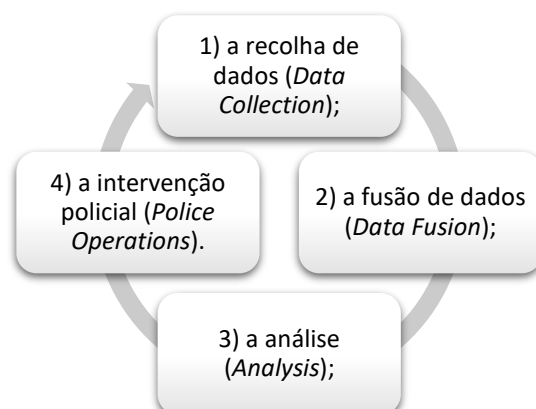 1) a recolha de
dados (Data
Collection);
2) a fusão de dados
(Data Fusion);
3) a análise
(Analysis);
4) a intervenção
policial (Police
Operations).